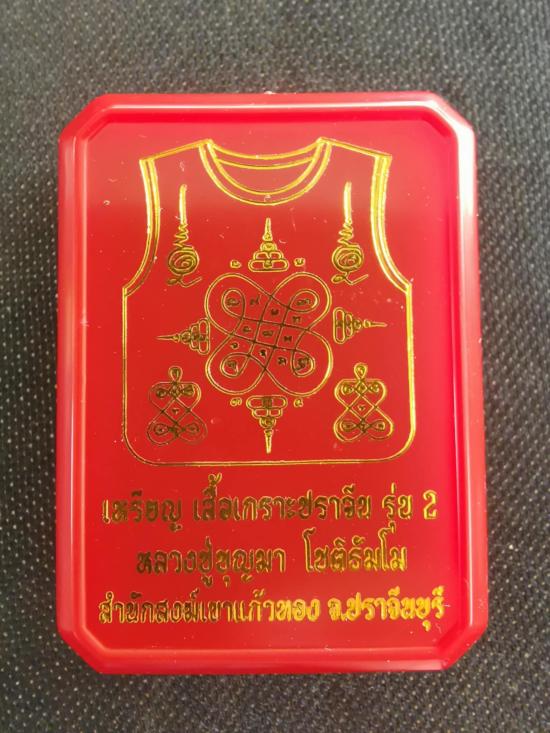 เหรียญ เสื้อเกราะปราจีน รุ่น 2
หลวงปู่บุญมา โชติธัมโม
สำนักสงฆ์เขาแก้วทอง จ.ปราจีนบุรี